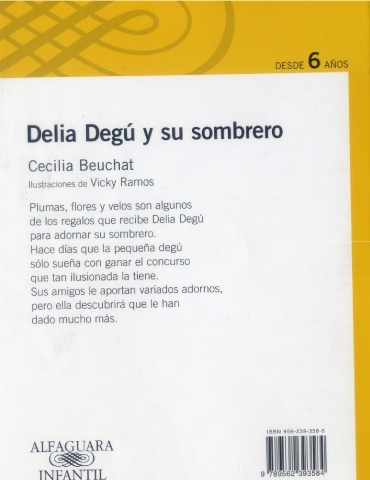 DESDE 6 AÑOS
Delia Degú y su sombrero
Cecilia Beuchat
Ilustraciones de Vicky Ramos
Plumas, flores y velos son algunos
de los regalos que recibe Delia Degú
para adornar su sombrero.
Hace días que la pequeña degú
sólo sueña con ganar el concurso
que tan ilusionada la tiene.
Sus amigos le aportan variados adornos,
pero ella descubrirá que le han
dado mucho más.
ISBN 956-239-358-5
9 789562 393584
ALFAGUARA
INFANTIL